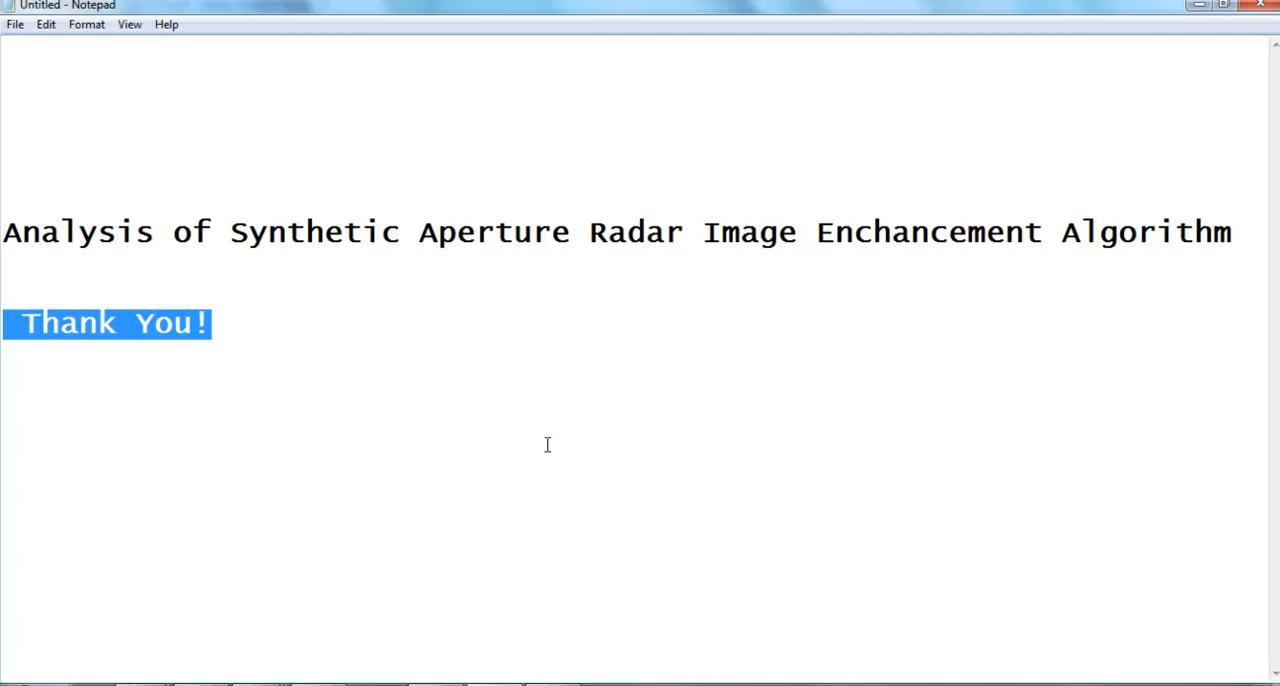 Untitled - Notepad
File Edit Format View Help
Analysis of Synthetic Aperture Radar Image Enchancement Algorithm
Thank You!